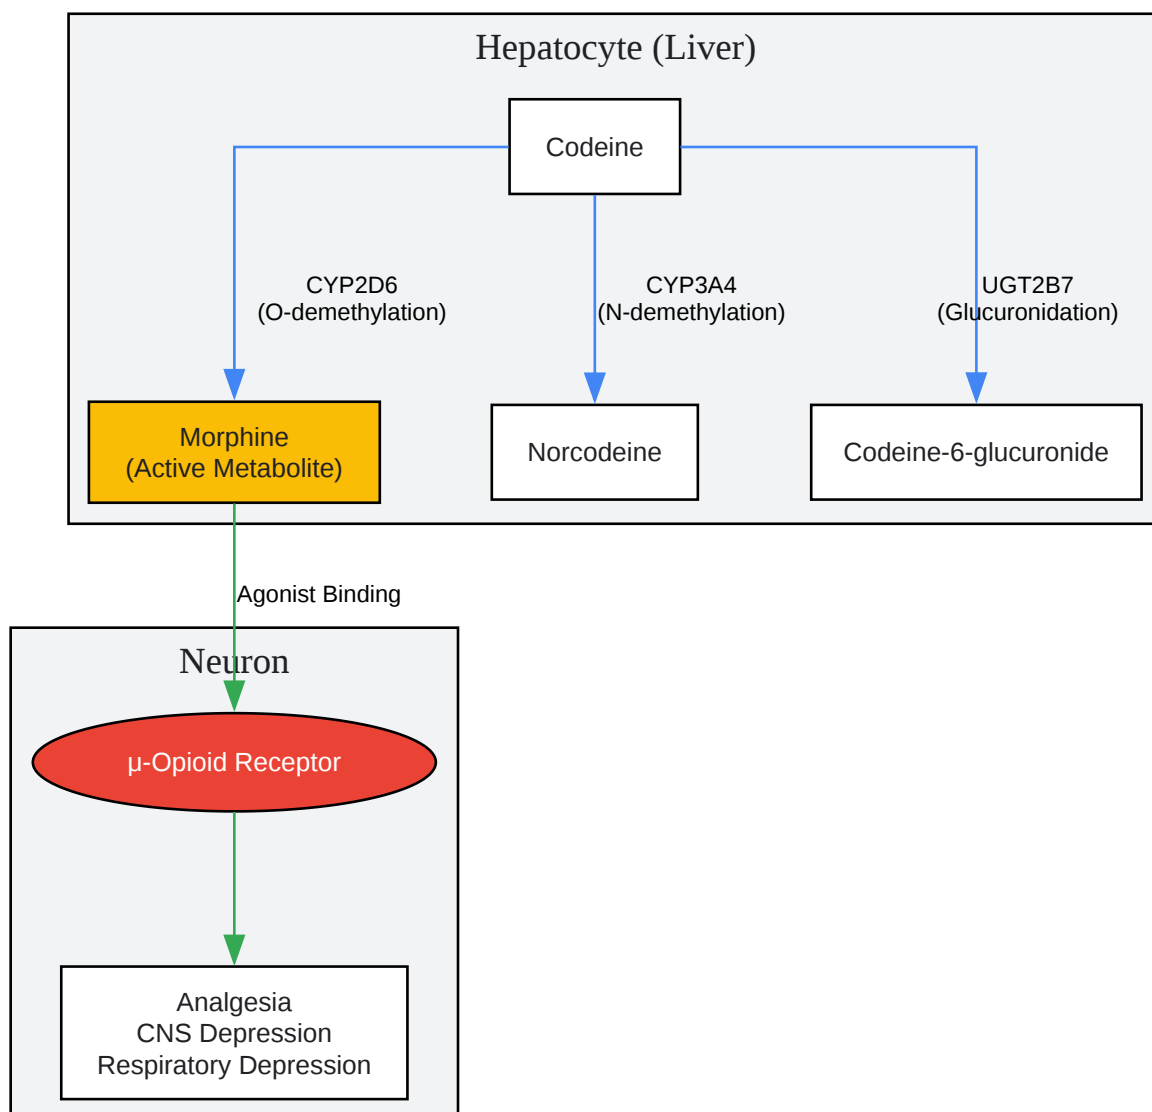 Hepatocyte (Liver)
Codeine
CYP2D6
(O-demethylation)
CYP3A4
(N-demethylation)
UGT2B7
(Glucuronidation)
Morphine
(Active Metabolite)
Norcodeine
Codeine-6-glucuronide
Agonist Binding
Neuron
μ-Opioid Receptor
Analgesia
CNS Depression
Respiratory Depression